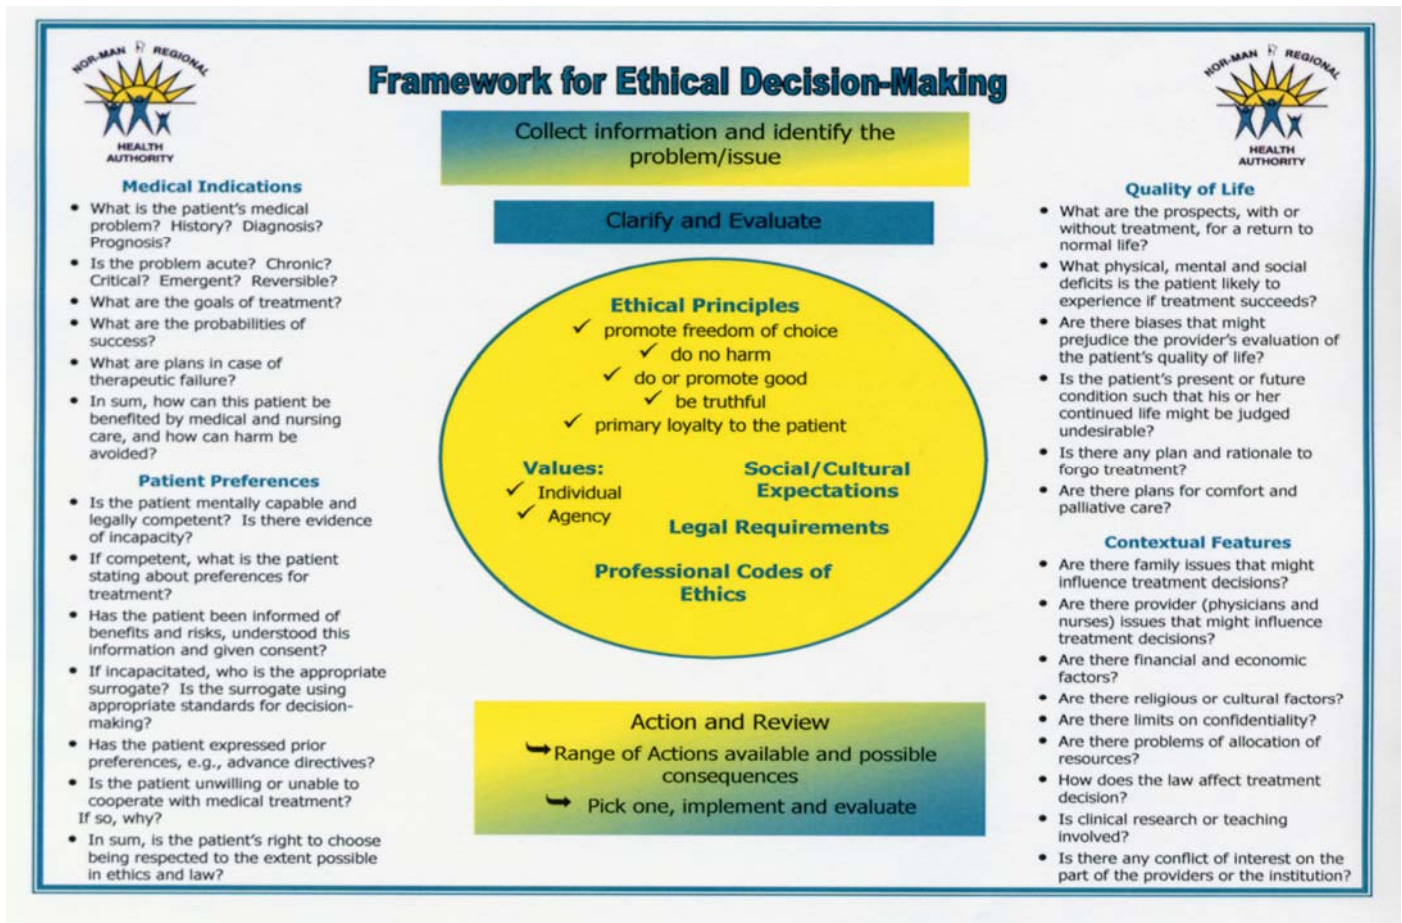 NOR-MAN REGIONAL
HEALTH
AUTHORITY
NOR-MAN REGIONAL
HEALTH
AUTHORITY
Framework for Ethical Decision-Making
Collect information and identify the
problem/issue
Clarify and Evaluate
Medical Indications
• What is the patient's medical
problem? History? Diagnosis?
Prognosis?
• Is the problem acute? Chronic?
Critical? Emergent? Reversible?
• What are the goals of treatment?
• What are the probabilities of
success?
• What are plans in case of
therapeutic failure?
• In sum, how can this patient be
benefited by medical and nursing
care, and how can harm be
avoided?
Patient Preferences
• Is the patient mentally capable and
legally competent? Is there evidence
of incapacity?
• If competent, what is the patient
stating about preferences for
treatment?
• Has the patient been informed of
benefits and risks, understood this
information and given consent?
• If incapacitated, who is the appropriate
surrogate? Is the surrogate using
appropriate standards for decision-
making?
• Has the patient expressed prior
preferences, e.g., advance directives?
• Is the patient unwilling or unable to
cooperate with medical treatment?
If so, why?
• In sum, is the patient's right to choose
being respected to the extent possible
in ethics and law?
Ethical Principles
✓ promote freedom of choice
✓ do no harm
✓ do or promote good
✓ be truthful
✓ primary loyalty to the patient
Values:
✓ Individual
✓ Agency
Social/Cultural
Expectations
Legal Requirements
Professional Codes of
Ethics
Action and Review
Range of Actions available and possible
consequences
Pick one, implement and evaluate
Quality of Life
• What are the prospects, with or
without treatment, for a return to
normal life?
• What physical, mental and social
deficits is the patient likely to
experience if treatment succeeds?
• Are there biases that might
prejudice the provider's evaluation of
the patient's quality of life?
• Is the patient's present or future
condition such that his or her
continued life might be judged
undesirable?
• Is there any plan and rationale to
forgo treatment?
• Are there plans for comfort and
palliative care?
Contextual Features
• Are there family issues that might
influence treatment decisions?
• Are there provider (physicians and
nurses) issues that might influence
treatment decisions?
• Are there financial and economic
factors?
• Are there religious or cultural factors?
• Are there limits on confidentiality?
• Are there problems of allocation of
resources?
• How does the law affect treatment
decision?
• Is clinical research or teaching
involved?
• Is there any conflict of interest on the
part of the providers or the institution?